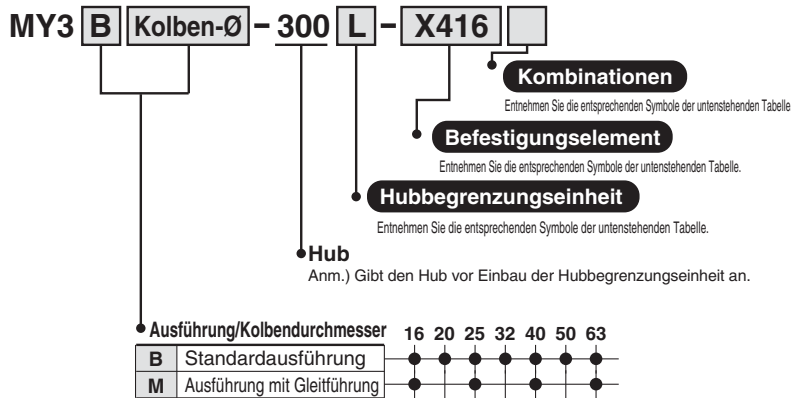 MY3 B Kolben-Ø - 300 L - X416
Kombinationen
Entnehmen Sie die entsprechenden Symbole der untenstehenden Tabelle
Befestigungselement
Entnehmen Sie die entsprechenden Symbole der untenstehenden Tabelle.
Hubbegrenzungseinheit
Entnehmen Sie die entsprechenden Symbole der untenstehenden Tabelle.
Hub
Anm.) Gibt den Hub vor Einbau der Hubbegrenzungseinheit an.
Ausführung/Kolbendurchmesser 16 20 25 32 40 50 63
B Standardausführung
M Ausführung mit Gleitführung